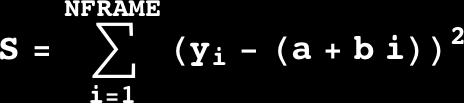 NFRAME
S = ∑ (yᵢ - (a + b i))²
i=1